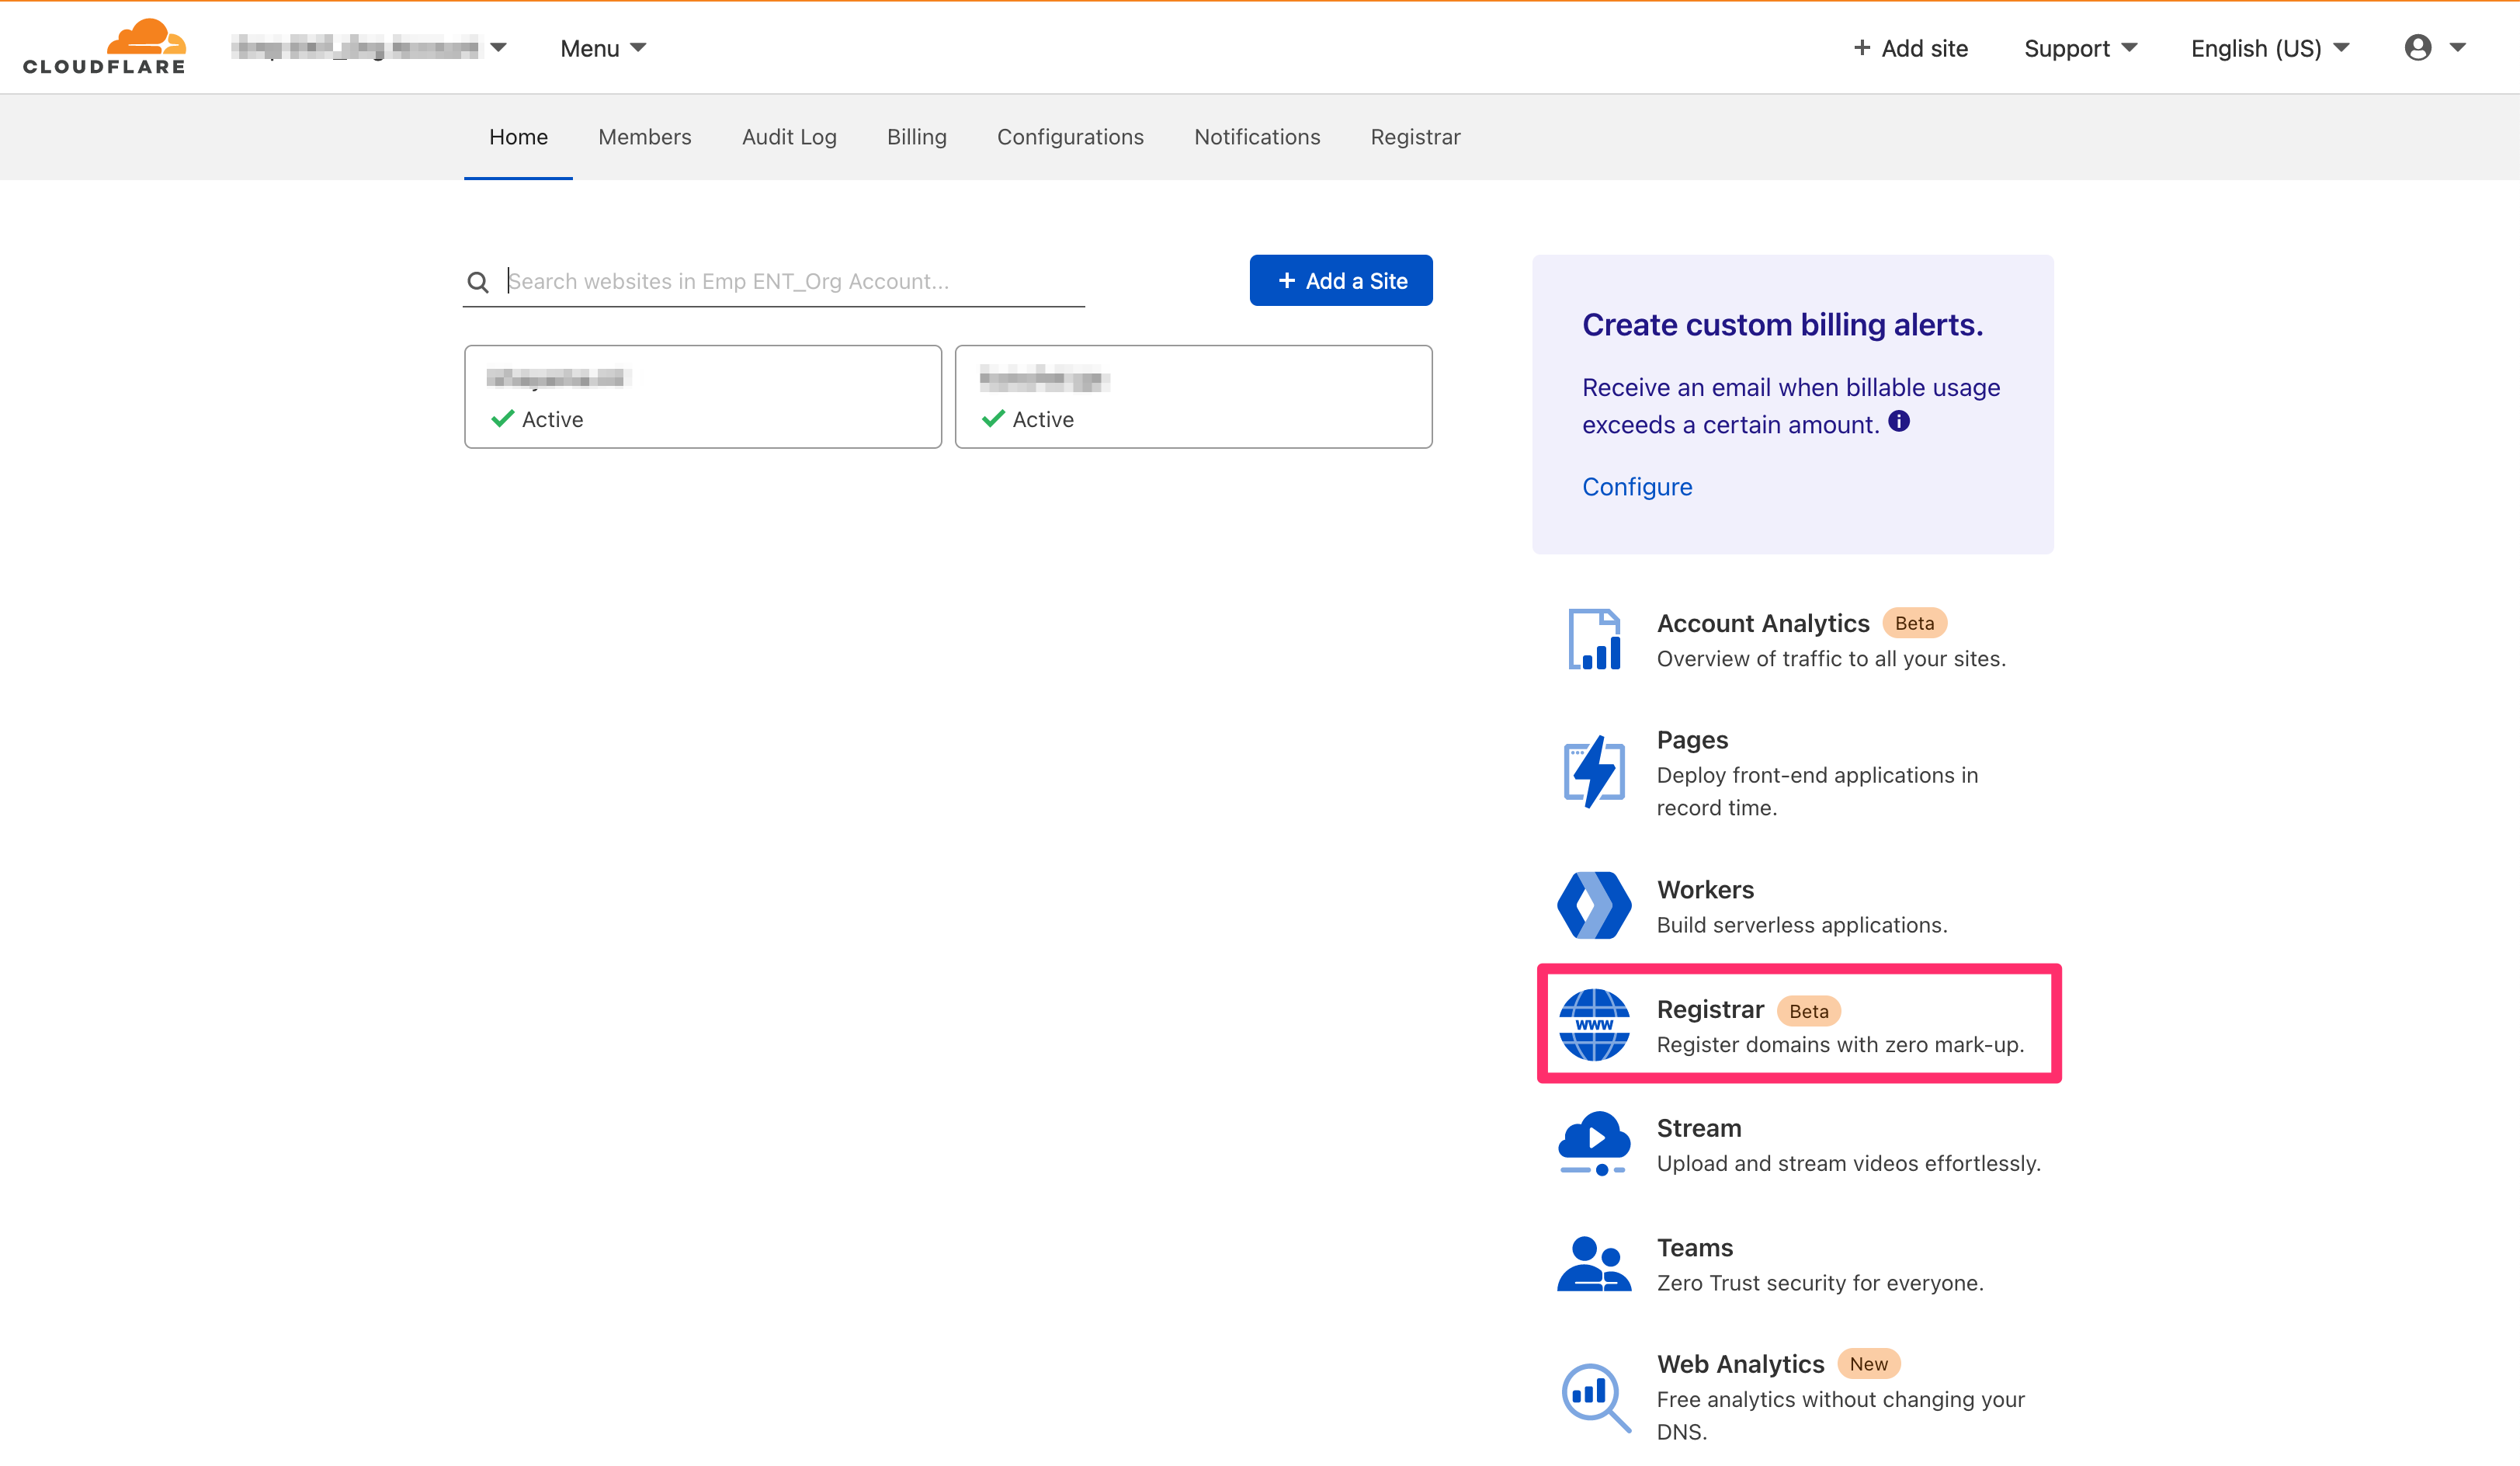 CLOUDFLARE
Menu
+ Add site
Support
English (US)
Home
Members
Audit Log
Billing
Configurations
Notifications
Registrar
Search websites in Emp ENT_Org Account...
+ Add a Site
Active
Active
Create custom billing alerts.
Receive an email when billable usage
exceeds a certain amount.
Configure
Account Analytics Beta
Overview of traffic to all your sites.
Pages
Deploy front-end applications in
record time.
Workers
Build serverless applications.
www
Registrar Beta
Register domains with zero mark-up.
Stream
Upload and stream videos effortlessly.
Teams
Zero Trust security for everyone.
Web Analytics New
Free analytics without changing your
DNS.